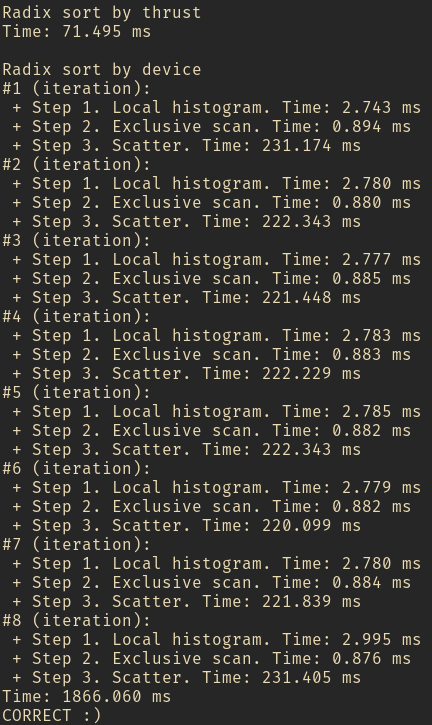 Radix sort by thrust
Time: 71.495 ms

Radix sort by device
#1 (iteration):
 + Step 1. Local histogram. Time: 2.743 ms
 + Step 2. Exclusive scan. Time: 0.894 ms
 + Step 3. Scatter. Time: 231.174 ms
#2 (iteration):
 + Step 1. Local histogram. Time: 2.780 ms
 + Step 2. Exclusive scan. Time: 0.880 ms
 + Step 3. Scatter. Time: 222.343 ms
#3 (iteration):
 + Step 1. Local histogram. Time: 2.777 ms
 + Step 2. Exclusive scan. Time: 0.885 ms
 + Step 3. Scatter. Time: 221.448 ms
#4 (iteration):
 + Step 1. Local histogram. Time: 2.783 ms
 + Step 2. Exclusive scan. Time: 0.883 ms
 + Step 3. Scatter. Time: 222.229 ms
#5 (iteration):
 + Step 1. Local histogram. Time: 2.785 ms
 + Step 2. Exclusive scan. Time: 0.882 ms
 + Step 3. Scatter. Time: 222.343 ms
#6 (iteration):
 + Step 1. Local histogram. Time: 2.779 ms
 + Step 2. Exclusive scan. Time: 0.882 ms
 + Step 3. Scatter. Time: 220.099 ms
#7 (iteration):
 + Step 1. Local histogram. Time: 2.780 ms
 + Step 2. Exclusive scan. Time: 0.884 ms
 + Step 3. Scatter. Time: 221.839 ms
#8 (iteration):
 + Step 1. Local histogram. Time: 2.995 ms
 + Step 2. Exclusive scan. Time: 0.876 ms
 + Step 3. Scatter. Time: 231.405 ms
Time: 1866.060 ms
CORRECT :)